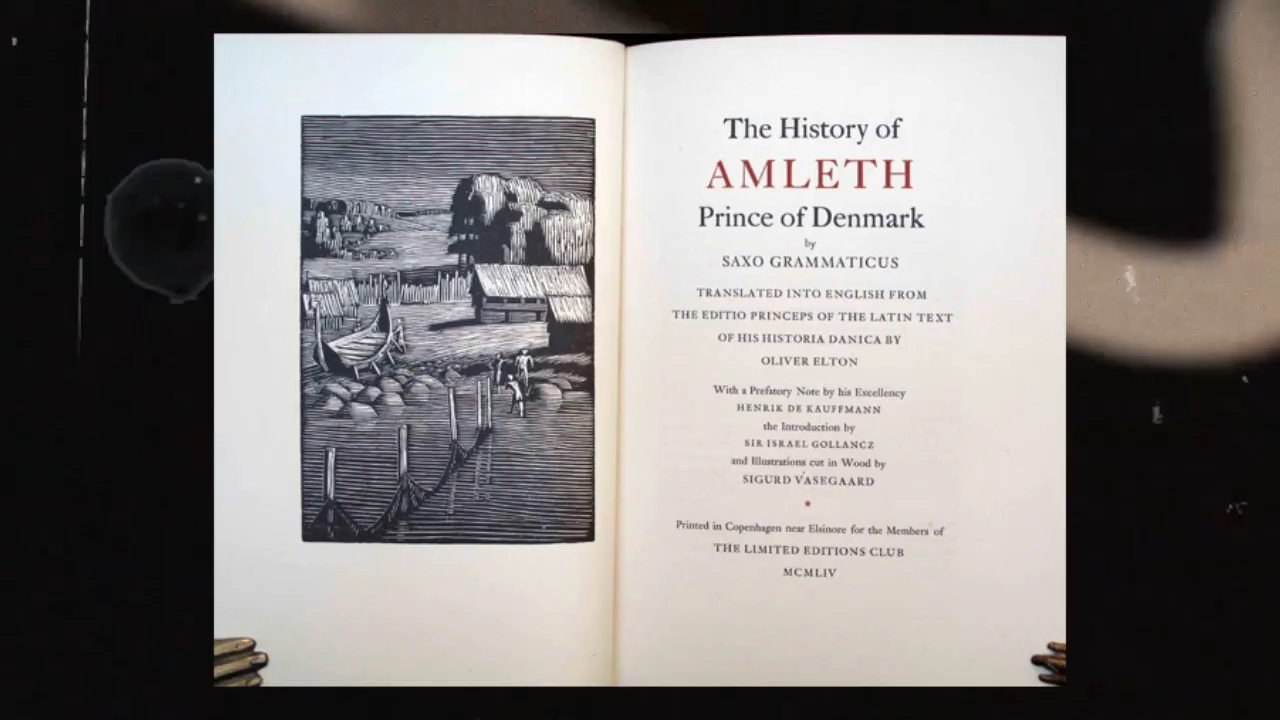 The History of
AMLETH
Prince of Denmark
by
SAXO GRAMMATICUS
TRANSLATED INTO ENGLISH FROM
THE EDITIO PRINCEPS OF THE LATIN TEXT
OF HIS HISTORIA DANICA BY
OLIVER ELTON
With a Prefatory Note by his Excellency
HENRIK DE KAUFFMANN
the Introduction by
SIR ISRAEL GOLLANCZ
and Illustrations cut in Wood by
SIGURD VASEGAARD
Printed in Copenhagen near Elsinore for the Members of
THE LIMITED EDITIONS CLUB
MCMLIV